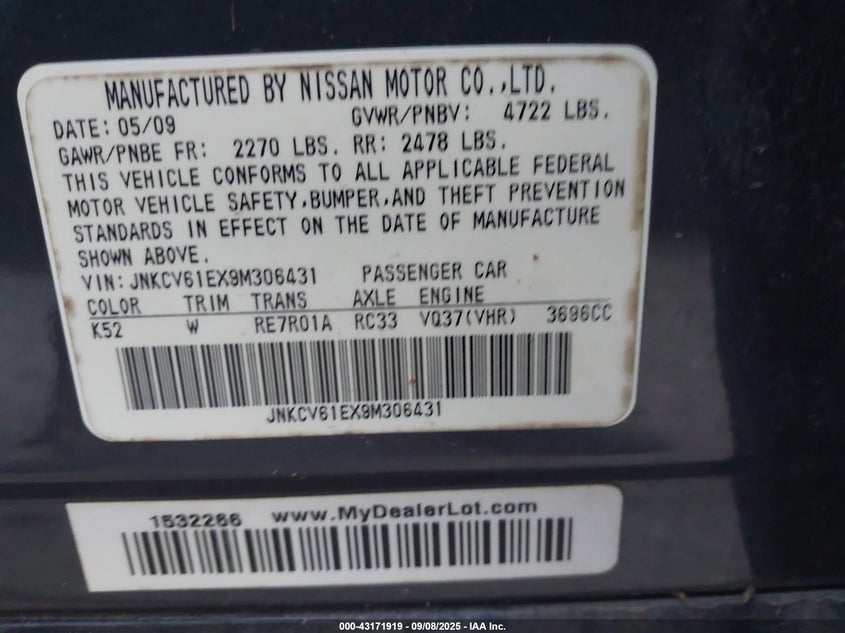 MANUFACTURED BY NISSAN MOTOR CO.,LTD.
DATE: 05/09 GVWR/PNBV: 4722 LBS.
GAWR/PNBE FR: 2270 LBS. RR: 2478 LBS.
THIS VEHICLE CONFORMS TO ALL APPLICABLE FEDERAL
MOTOR VEHICLE SAFETY,BUMPER,AND THEFT PREVENTION
STANDARDS IN EFFECT ON THE DATE OF MANUFACTURE
SHOWN ABOVE.
VIN: JNKCV61EX9M306431 PASSENGER CAR
COLOR TRIM TRANS AXLE ENGINE
K52 W RE7R01A RC33 VQ37(VHR) 3696CC
JNKCV61EX9M306431
1532266 www.MyDealerLot.com
000-43171919 - 09/08/2025 - IAA Inc.